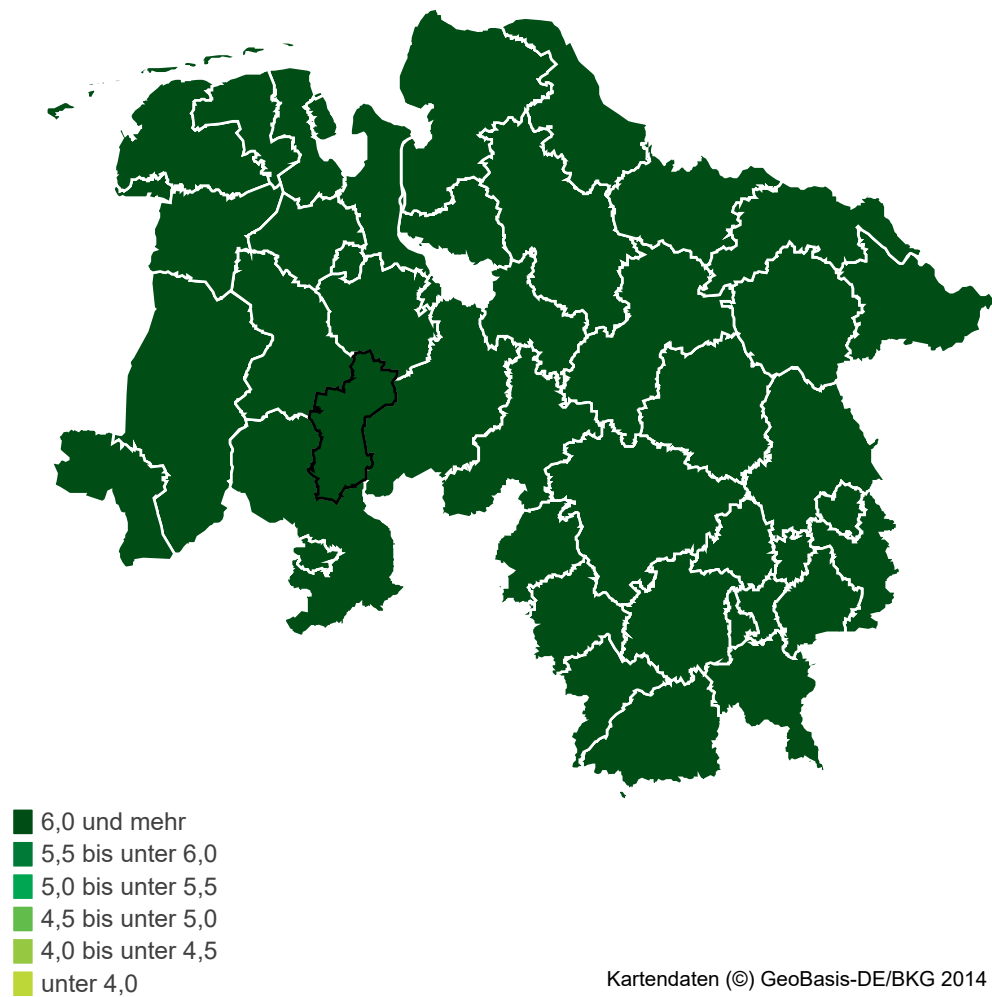 6,0 und mehr
5,5 bis unter 6,0
5,0 bis unter 5,5
4,5 bis unter 5,0
4,0 bis unter 4,5
unter 4,0
Kartendaten (©) GeoBasis-DE/BKG 2014